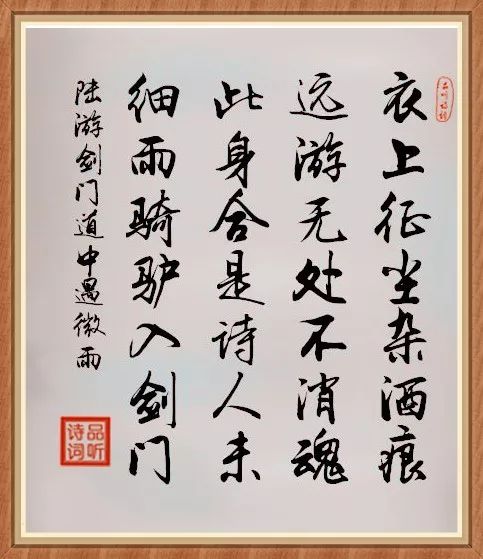 衣上征尘杂酒痕
远游无处不消魂
此身合是诗人未
细雨骑驴入剑门
陆游剑门道中遇微雨
品听
诗词